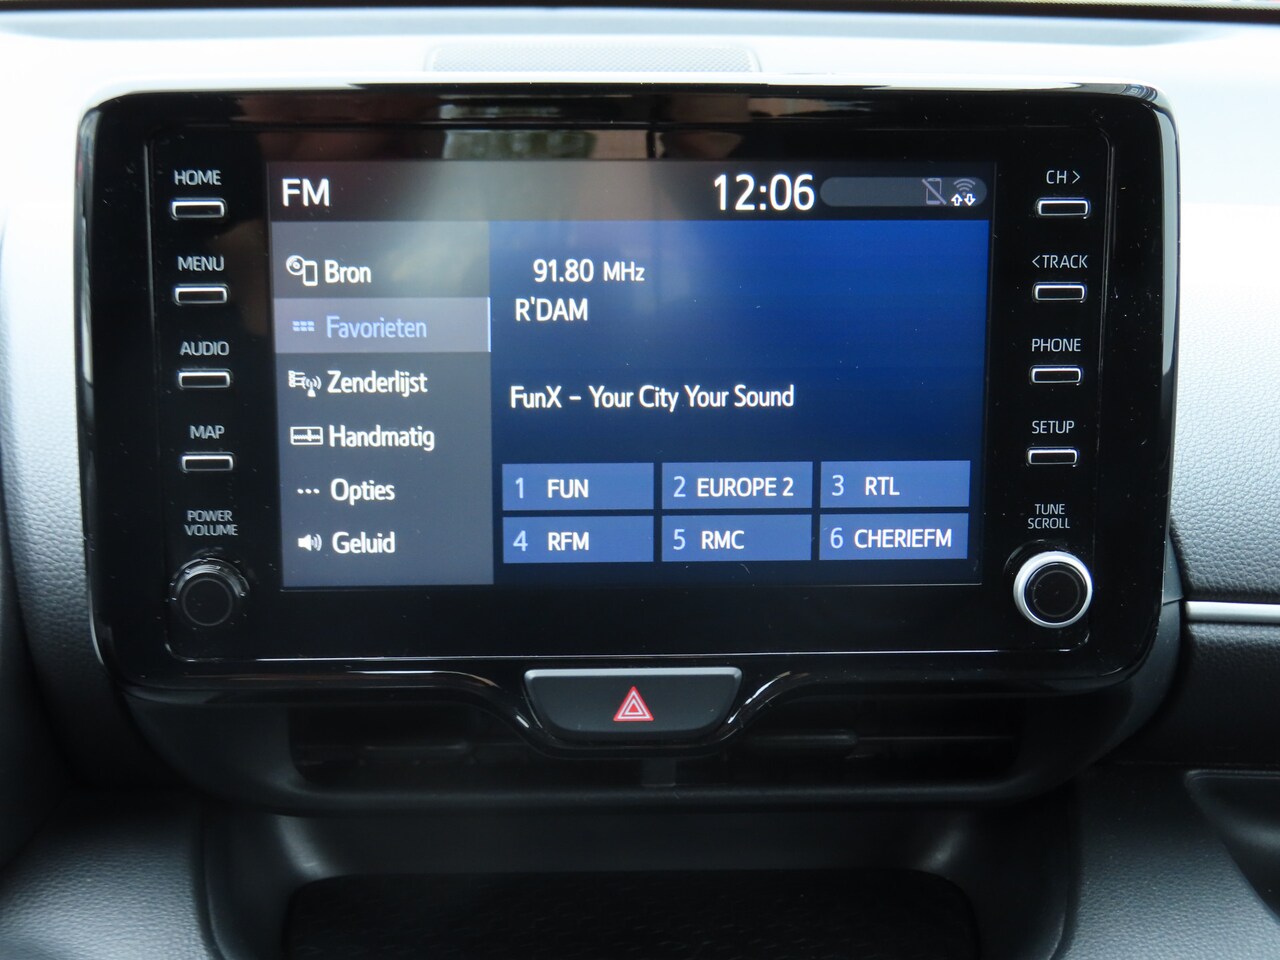 HOME
MENU
AUDIO
MAP
POWER
VOLUME
FM
12:06
Bron
Favorieten
Zenderlijst
Handmatig
Opties
Geluid
91.80 MHz
R'DAM
FunX – Your City Your Sound
1 FUN
2 EUROPE 2
3 RTL
4 RFM
5 RMC
6 CHERIEFM
CH >
< TRACK
PHONE
SETUP
TUNE
SCROLL